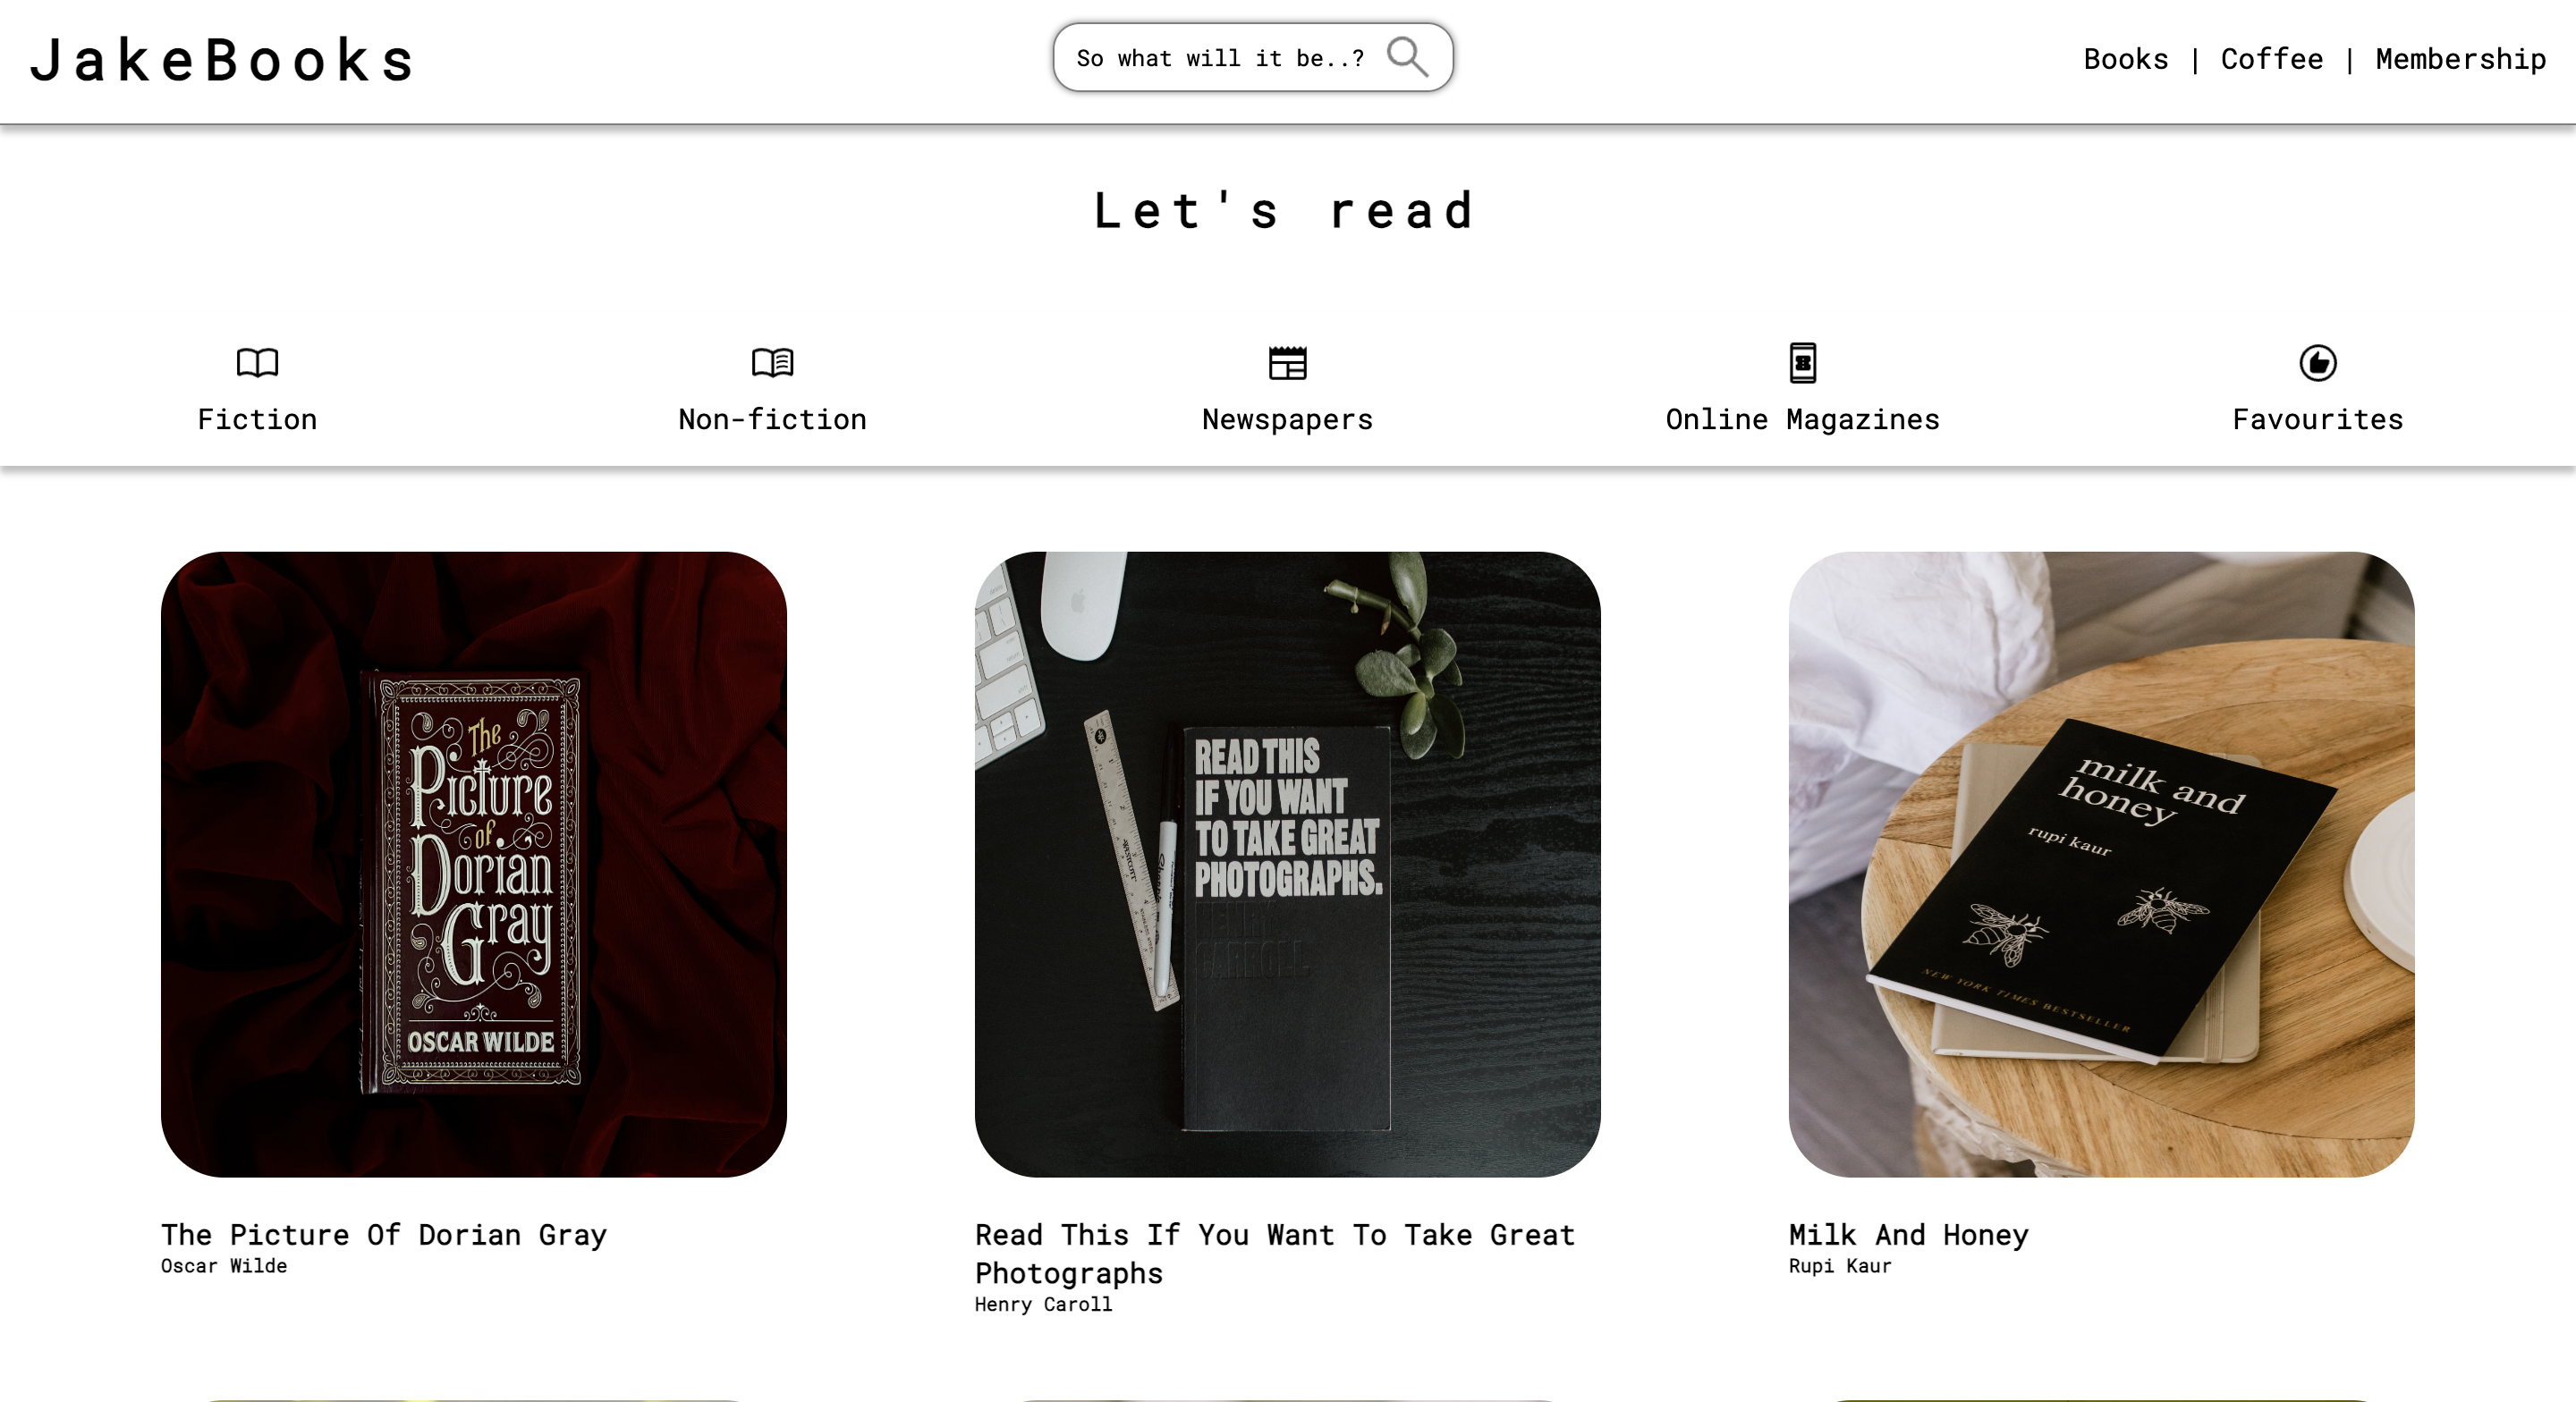 JakeBooks
So what will it be..?
Books | Coffee | Membership
Let's read
Fiction
Non-fiction
Newspapers
Online Magazines
Favourites
The
Picture
of
Dorian
Gray
OSCAR WILDE
READ THIS
IF YOU WANT
TO TAKE GREAT
PHOTOGRAPHS.
HENRY
CARROLL
milk and
honey
rupi kaur
NEW YORK TIMES BESTSELLER
The Picture Of Dorian Gray
Oscar Wilde
Read This If You Want To Take Great
Photographs
Henry Caroll
Milk And Honey
Rupi Kaur